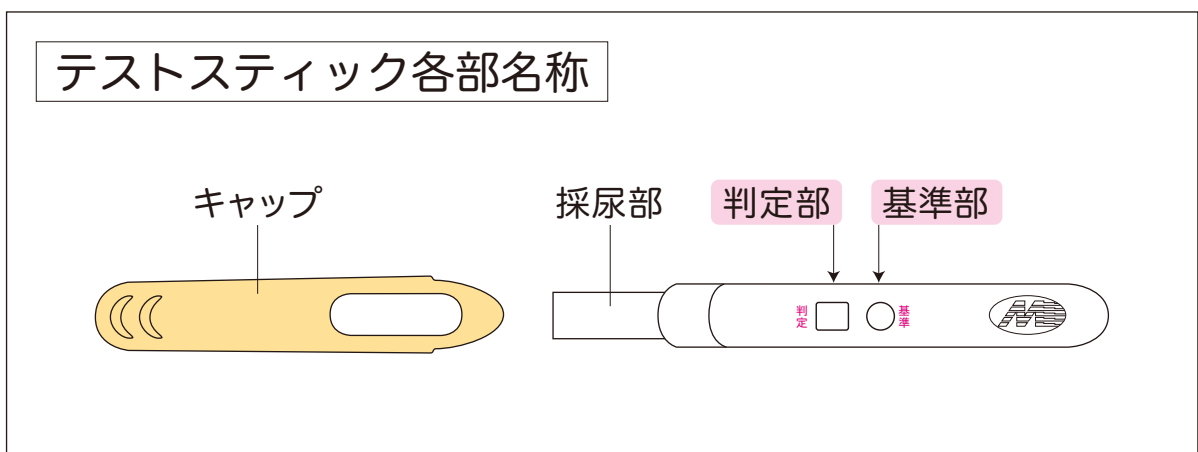 テストスティック各部名称
キャップ
採尿部
判定部
基準部
判定
基準